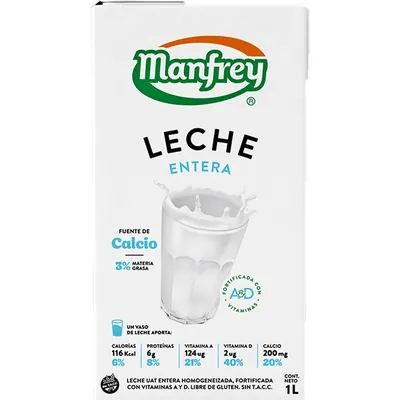 Manfrey
®
LECHE
ENTERA
FUENTE DE
Calcio
3% MATERIA
GRASA
FORTIFICADA CON
A&D
VITAMINAS
UN VASO
DE LECHE APORTA:
CALORÍAS PROTEÍNAS VITAMINA A VITAMINA D CALCIO
116 Kcal 6g 124ug 2ug 200mg
6% 8% 21% 40% 20%
CONT.
NETO
1L
LECHE UAT ENTERA HOMOGENEIZADA, FORTIFICADA
CON VITAMINAS A Y D. LIBRE DE GLUTEN. SIN T.A.C.C.